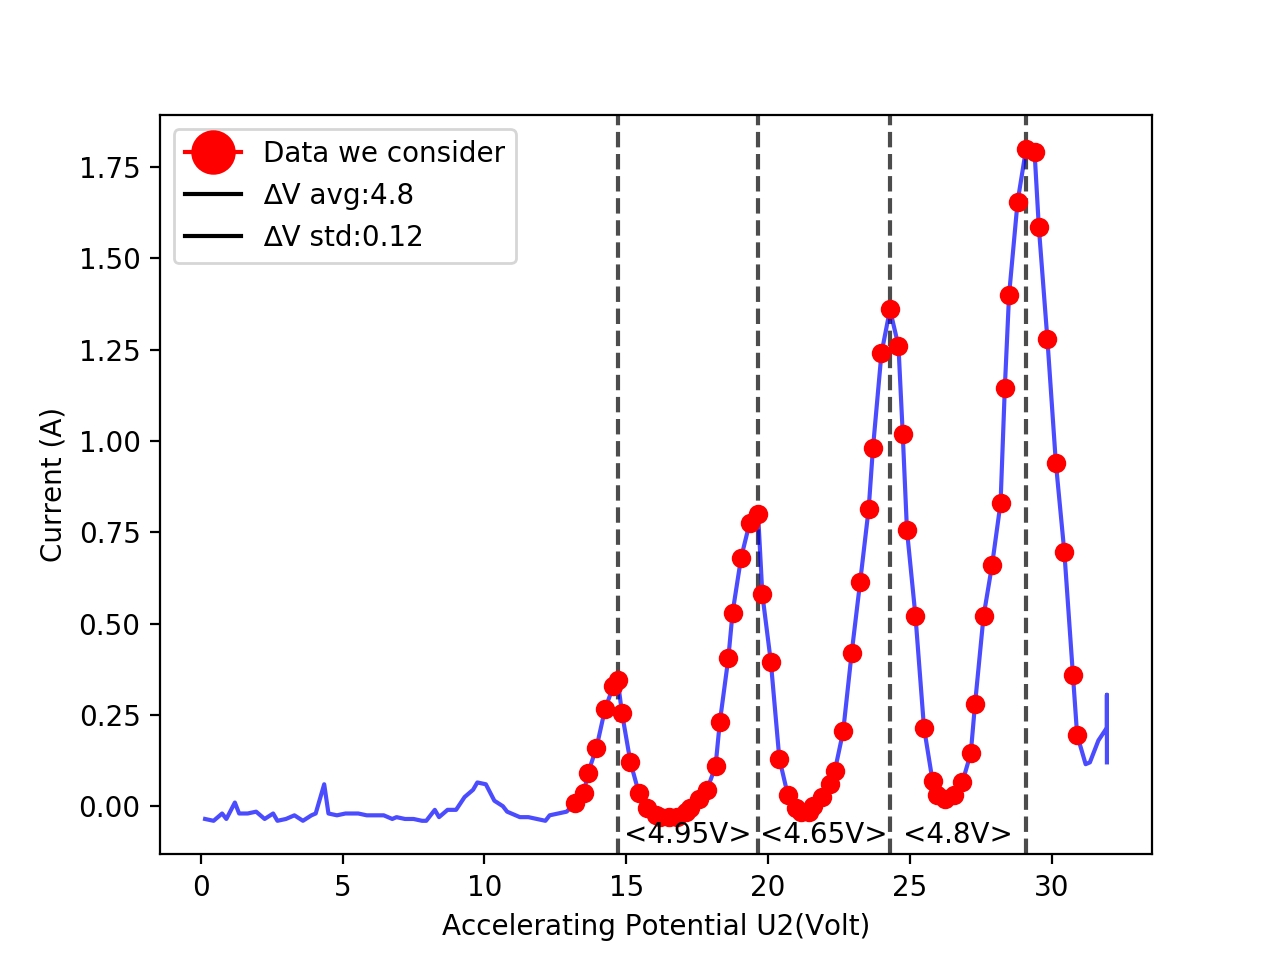 Data we consider
ΔV avg:4.8
ΔV std:0.12
1.75
1.50
1.25
1.00
0.75
0.50
0.25
0.00
Current (A)
<4.95V> <4.65V> <4.8V>
0 5 10 15 20 25 30
Accelerating Potential U2(Volt)